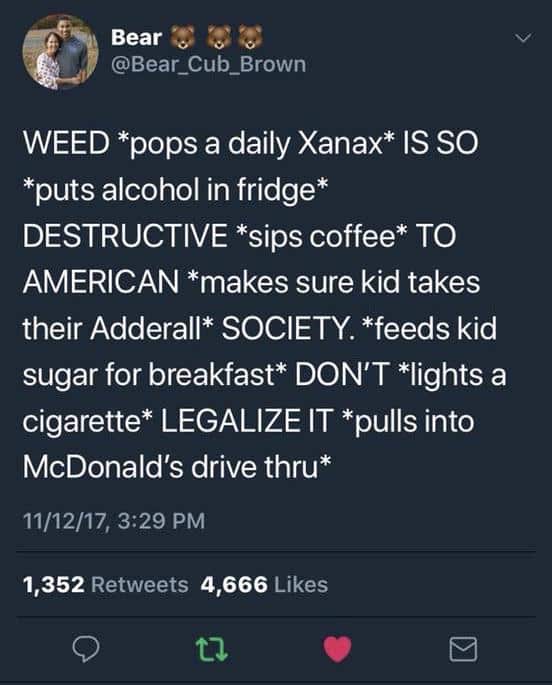 Bear 🐻 🐻 🐻
@Bear_Cub_Brown
WEED *pops a daily Xanax* IS SO
*puts alcohol in fridge*
DESTRUCTIVE *sips coffee* TO
AMERICAN *makes sure kid takes
their Adderall* SOCIETY. *feeds kid
sugar for breakfast* DON’T *lights a
cigarette* LEGALIZE IT *pulls into
McDonald’s drive thru*
11/12/17, 3:29 PM
1,352 Retweets 4,666 Likes